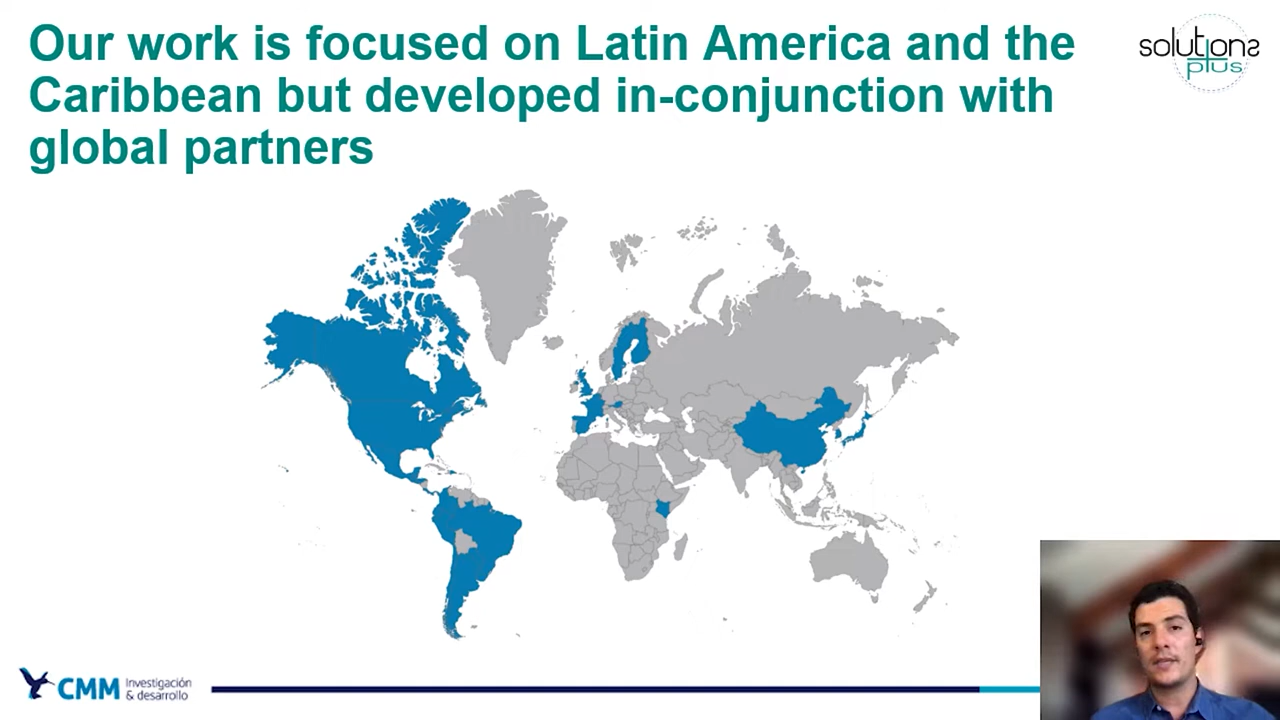 Our work is focused on Latin America and the
Caribbean but developed in-conjunction with
global partners
solutions
plus
CMM
Investigación
& desarrollo